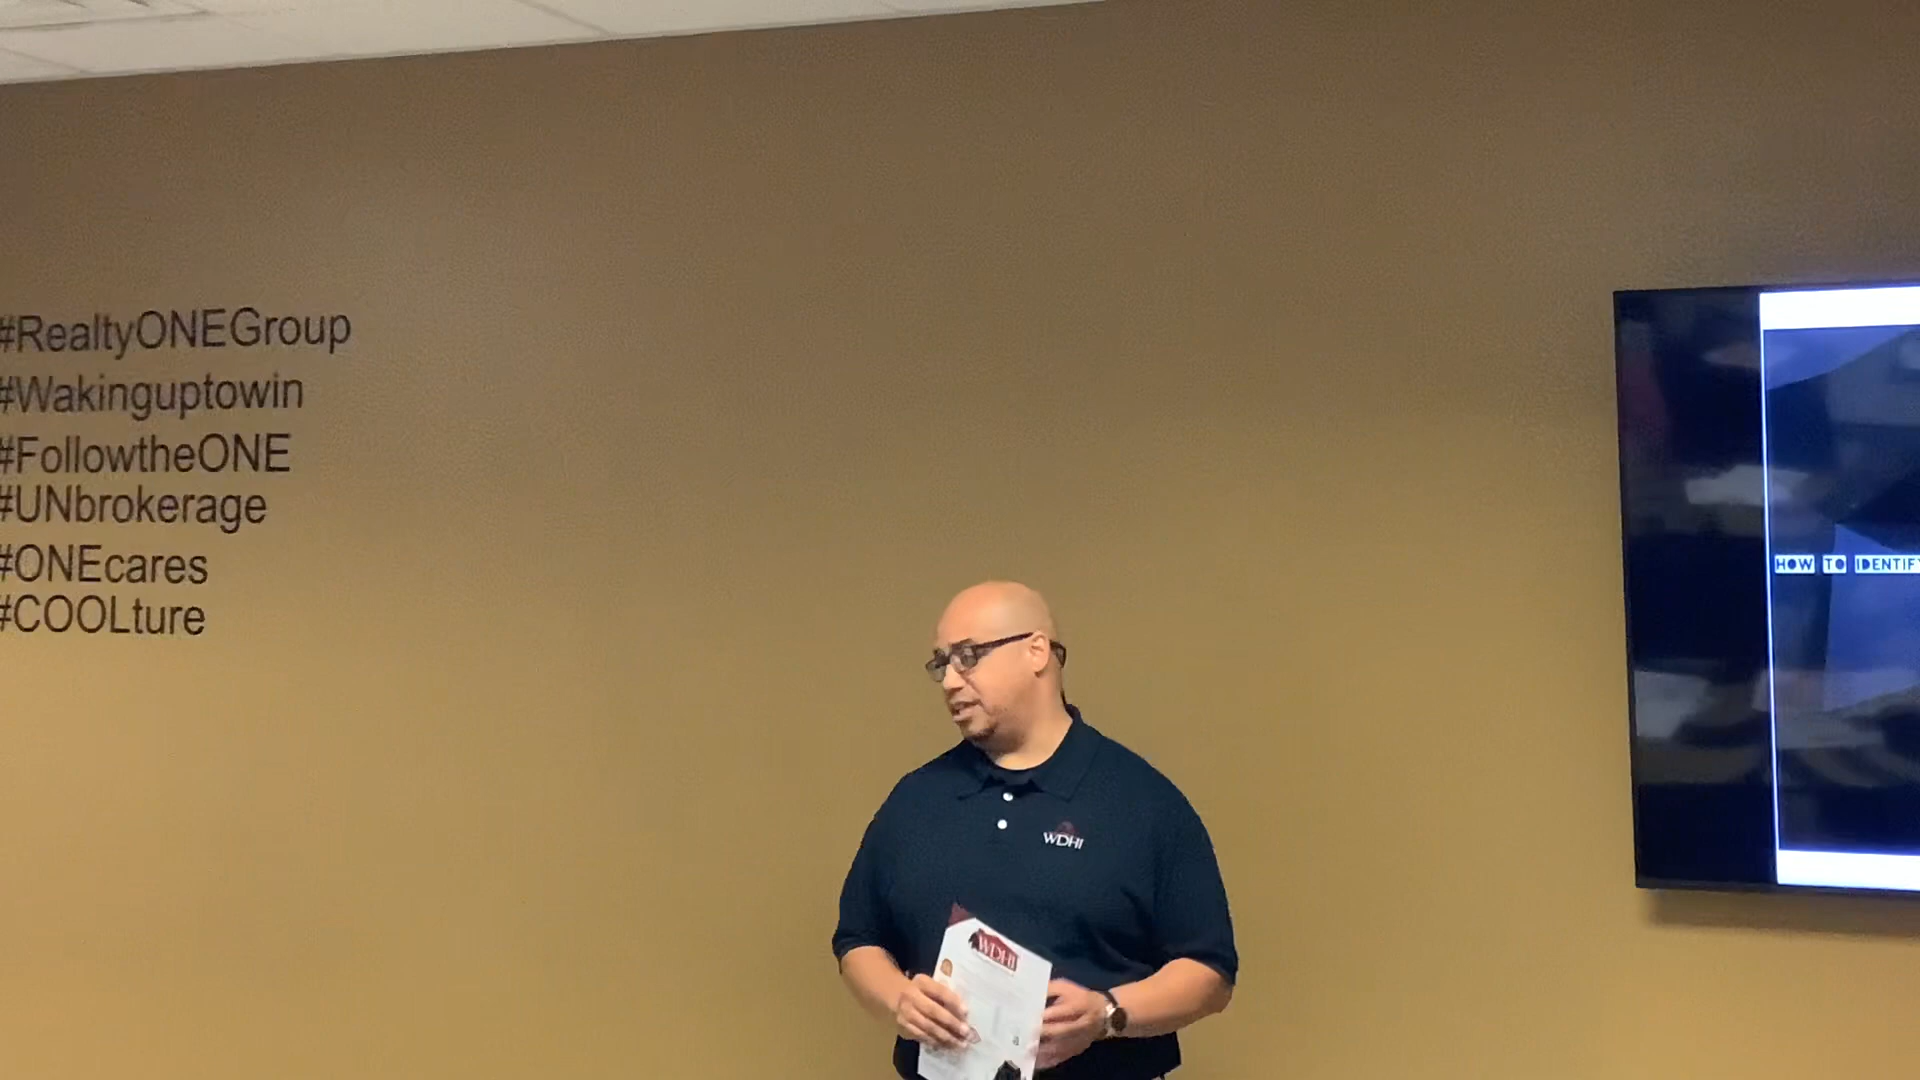 #RealtyONEGroup
#Wakinguptowin
#FollowtheONE
#UNbrokerage
#ONEcares
#COOLture
HOW TO IDENTIFY
WDHI
WDHI